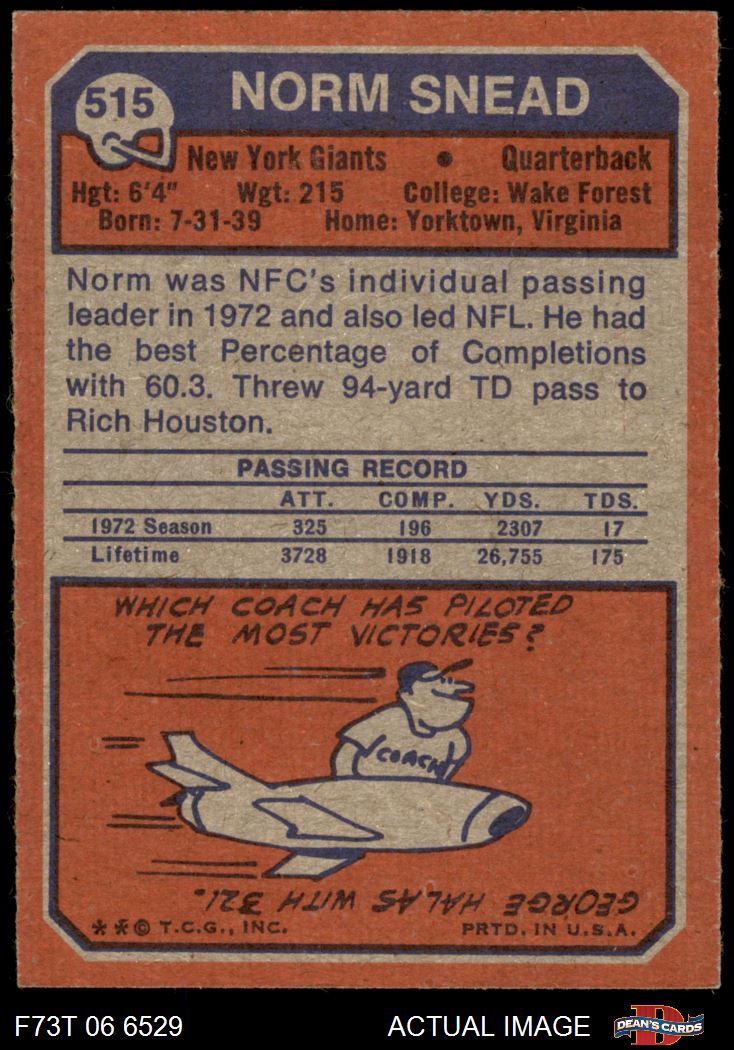 515
NORM SNEAD
New York Giants • Quarterback
Hgt: 6'4" Wgt: 215 College: Wake Forest
Born: 7-31-39 Home: Yorktown, Virginia
Norm was NFC's individual passing
leader in 1972 and also led NFL. He had
the best Percentage of Completions
with 60.3. Threw 94-yard TD pass to
Rich Houston.
PASSING RECORD
ATT. COMP. YDS. TDS.
1972 Season 325 196 2307 17
Lifetime 3728 1918 26,755 175
WHICH COACH HAS PILOTED
THE MOST VICTORIES?
COACH
GEORGE HALAS WITH 321.
**© T.C.G., INC. PRTD. IN U.S.A.
F73T 06 6529 ACTUAL IMAGE
D
DEAN'S CARDS